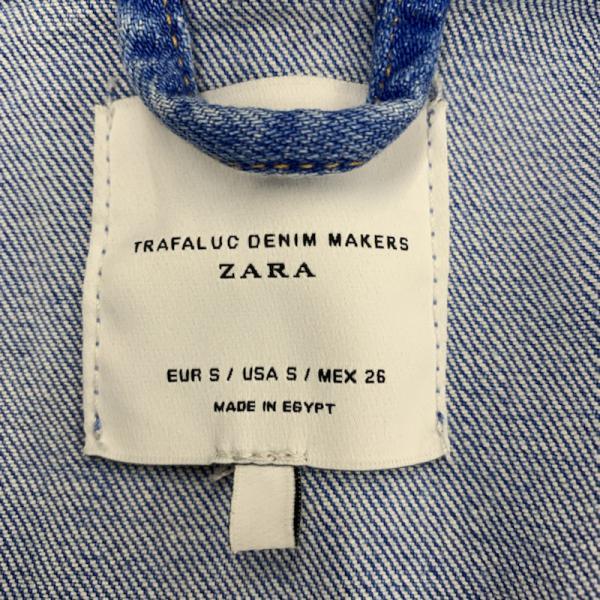 TRAFALUC DENIM MAKERS
ZARA
EUR S / USA S / MEX 26
MADE IN EGYPT